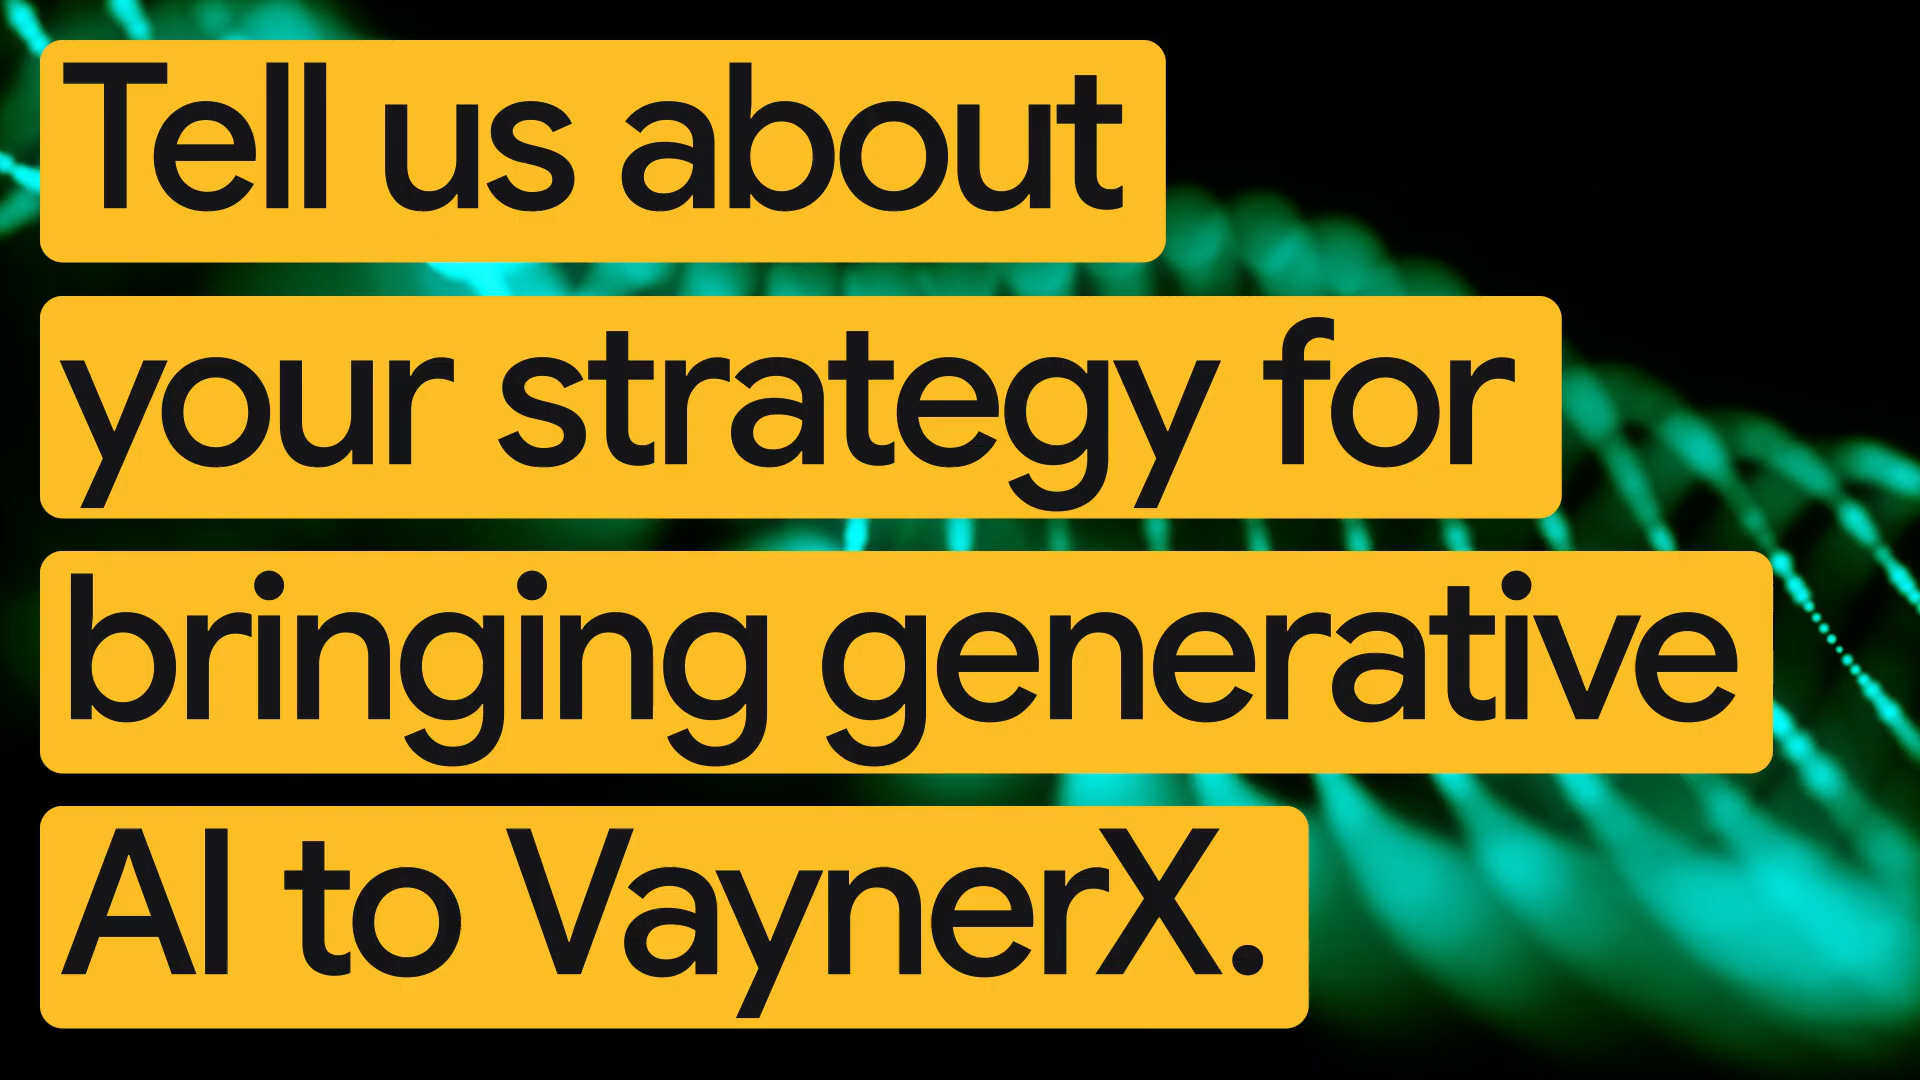 Tell us about
your strategy for
bringing generative
AI to VaynerX.